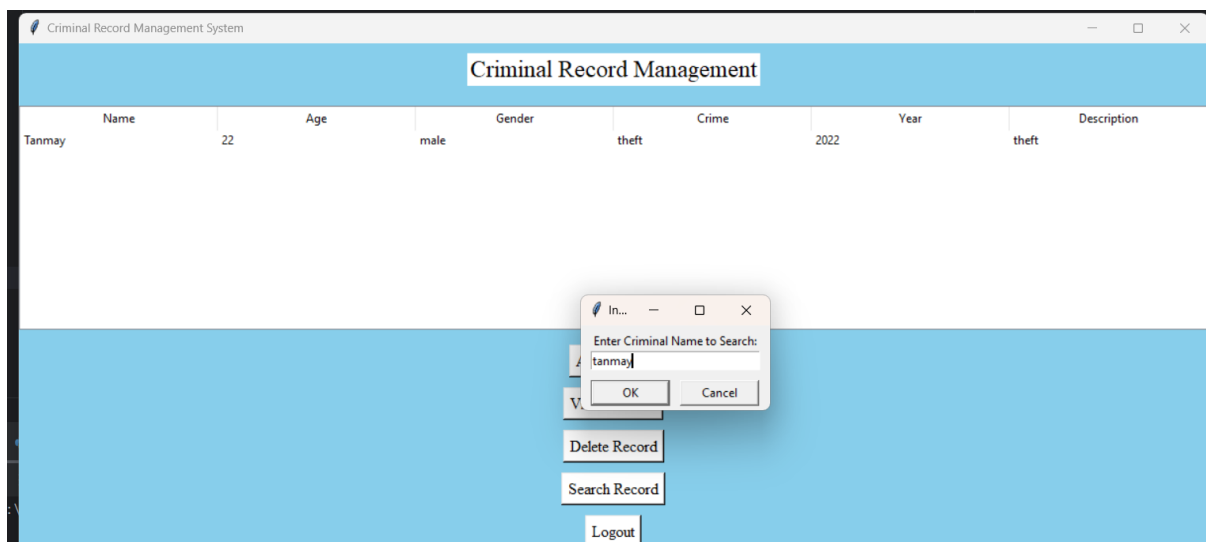 Criminal Record Management System
Criminal Record Management
Name Age Gender Crime Year Description
Tanmay 22 male theft 2022 theft
In...
Enter Criminal Name to Search:
tanmay
OK Cancel
Delete Record
Search Record
Logout